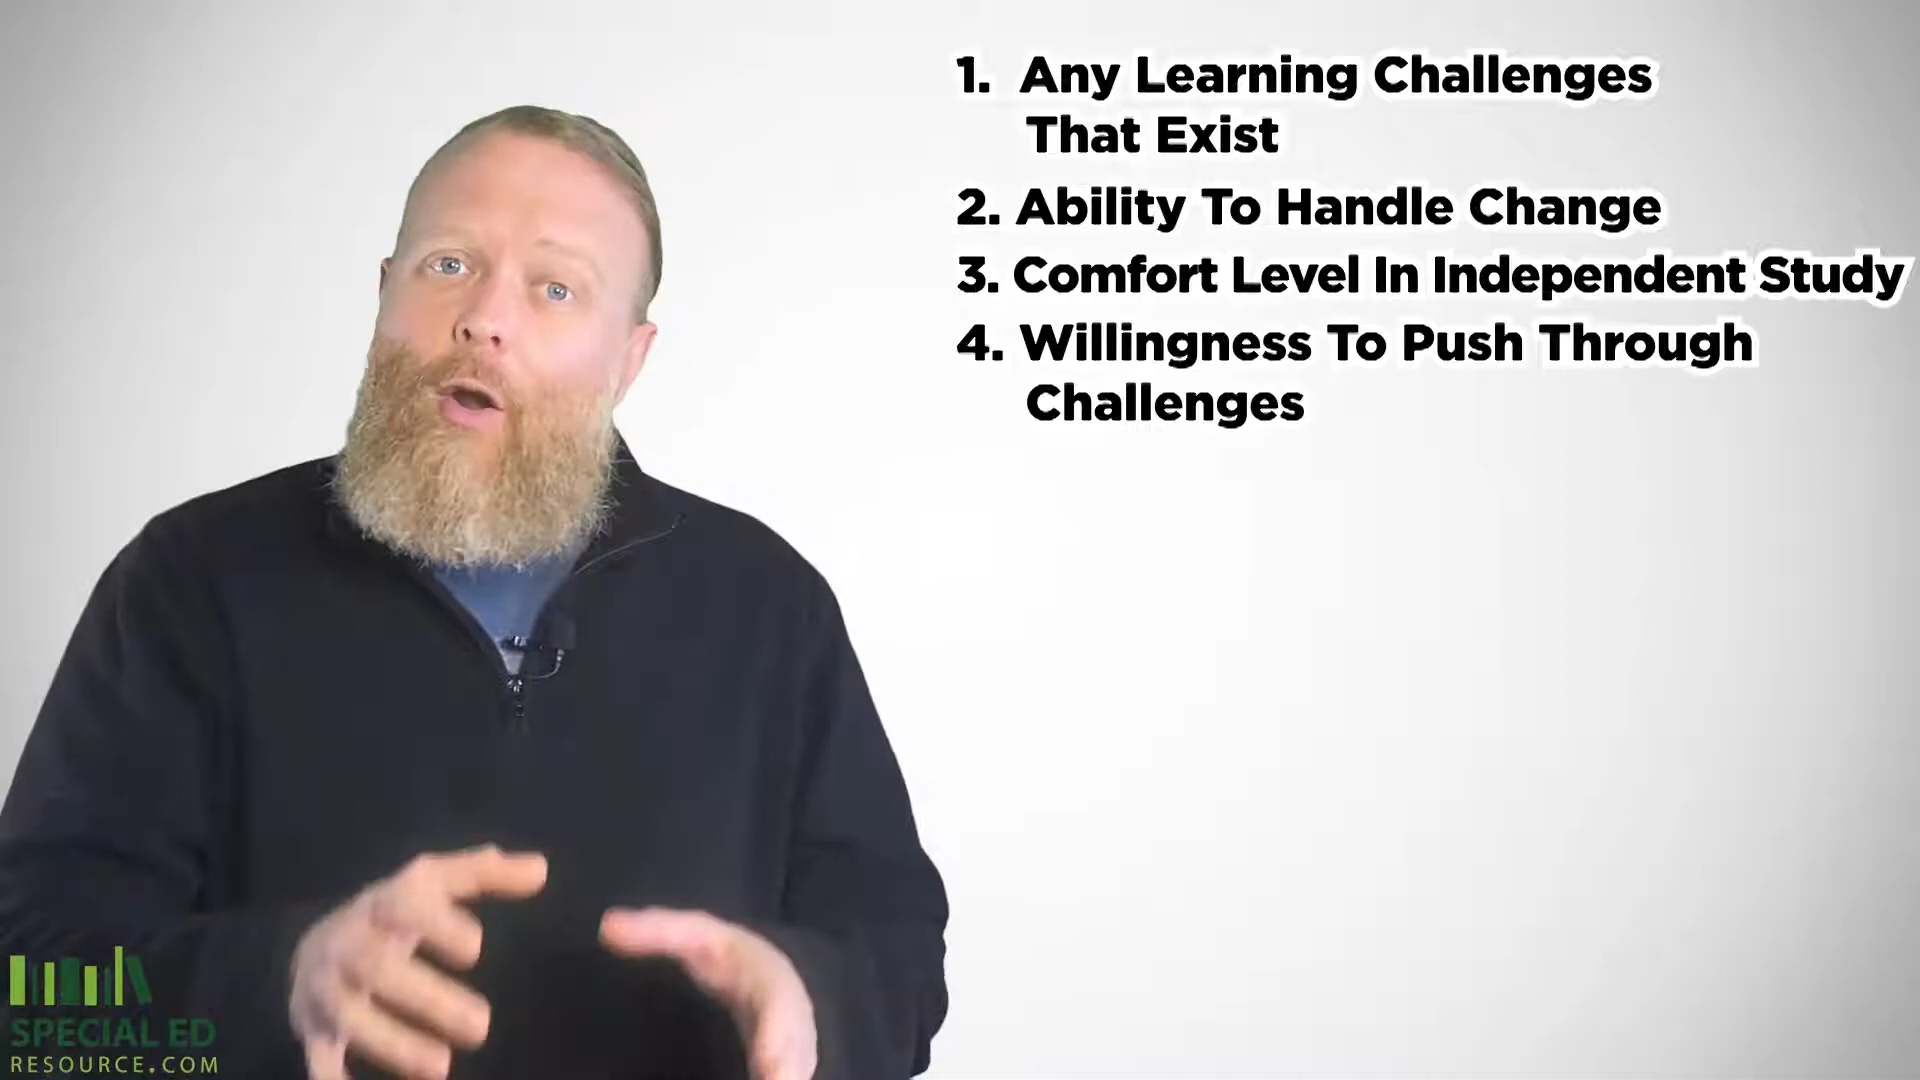 1. Any Learning Challenges
That Exist
2. Ability To Handle Change
3. Comfort Level In Independent Study
4. Willingness To Push Through
Challenges
SPECIAL ED
RESOURCE.COM